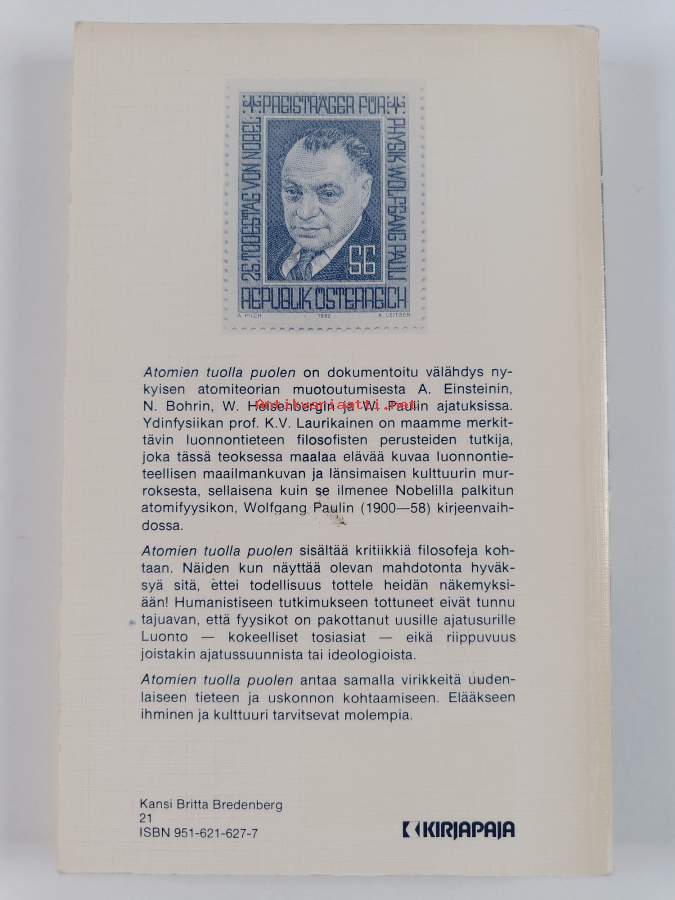 PREISTRÄGER FÜR
25. TODESTAG VON NOBEL
PHYSIK WOLFGANG PAULI
S6
REPUBLIK ÖSTERREICH
A. PILCH - 1983 A. LEITGEB
Atomien tuolla puolen on dokumentoitu välähdys ny-
kyisen atomiteorian muotoutumisesta A. Einsteinin,
N. Bohrin, W. Heisenbergin ja W. Paulin ajatuksissa.
Antikvariaatti.net
Ydinfysiikan prof. K.V. Laurikainen on maamme merkit-
tävin luonnontieteen filosofisten perusteiden tutkija,
joka tässä teoksessa maalaa elävää kuvaa luonnontie-
teellisen maailmankuvan ja länsimaisen kulttuurin mur-
roksesta, sellaisena kuin se ilmenee Nobelilla palkitun
atomifyysikon, Wolfgang Paulin (1900—58) kirjeenvaih-
dossa.
Atomien tuolla puolen sisältää kritiikkiä filosofeja koh-
taan. Näiden kun näyttää olevan mahdotonta hyväk-
syä sitä, ettei todellisuus tottele heidän näkemyksi-
ään! Humanistiseen tutkimukseen tottuneet eivät tunnu
tajuavan, että fyysikot on pakottanut uusille ajatusurille
Luonto — kokeelliset tosiasiat — eikä riippuvuus
joistakin ajatussuunnista tai ideologioista.
Atomien tuolla puolen antaa samalla virikkeitä uuden-
laiseen tieteen ja uskonnon kohtaamiseen. Elääkseen
ihminen ja kulttuuri tarvitsevat molempia.
Kansi Britta Bredenberg
21
ISBN 951-621-627-7
KIRJAPAJA